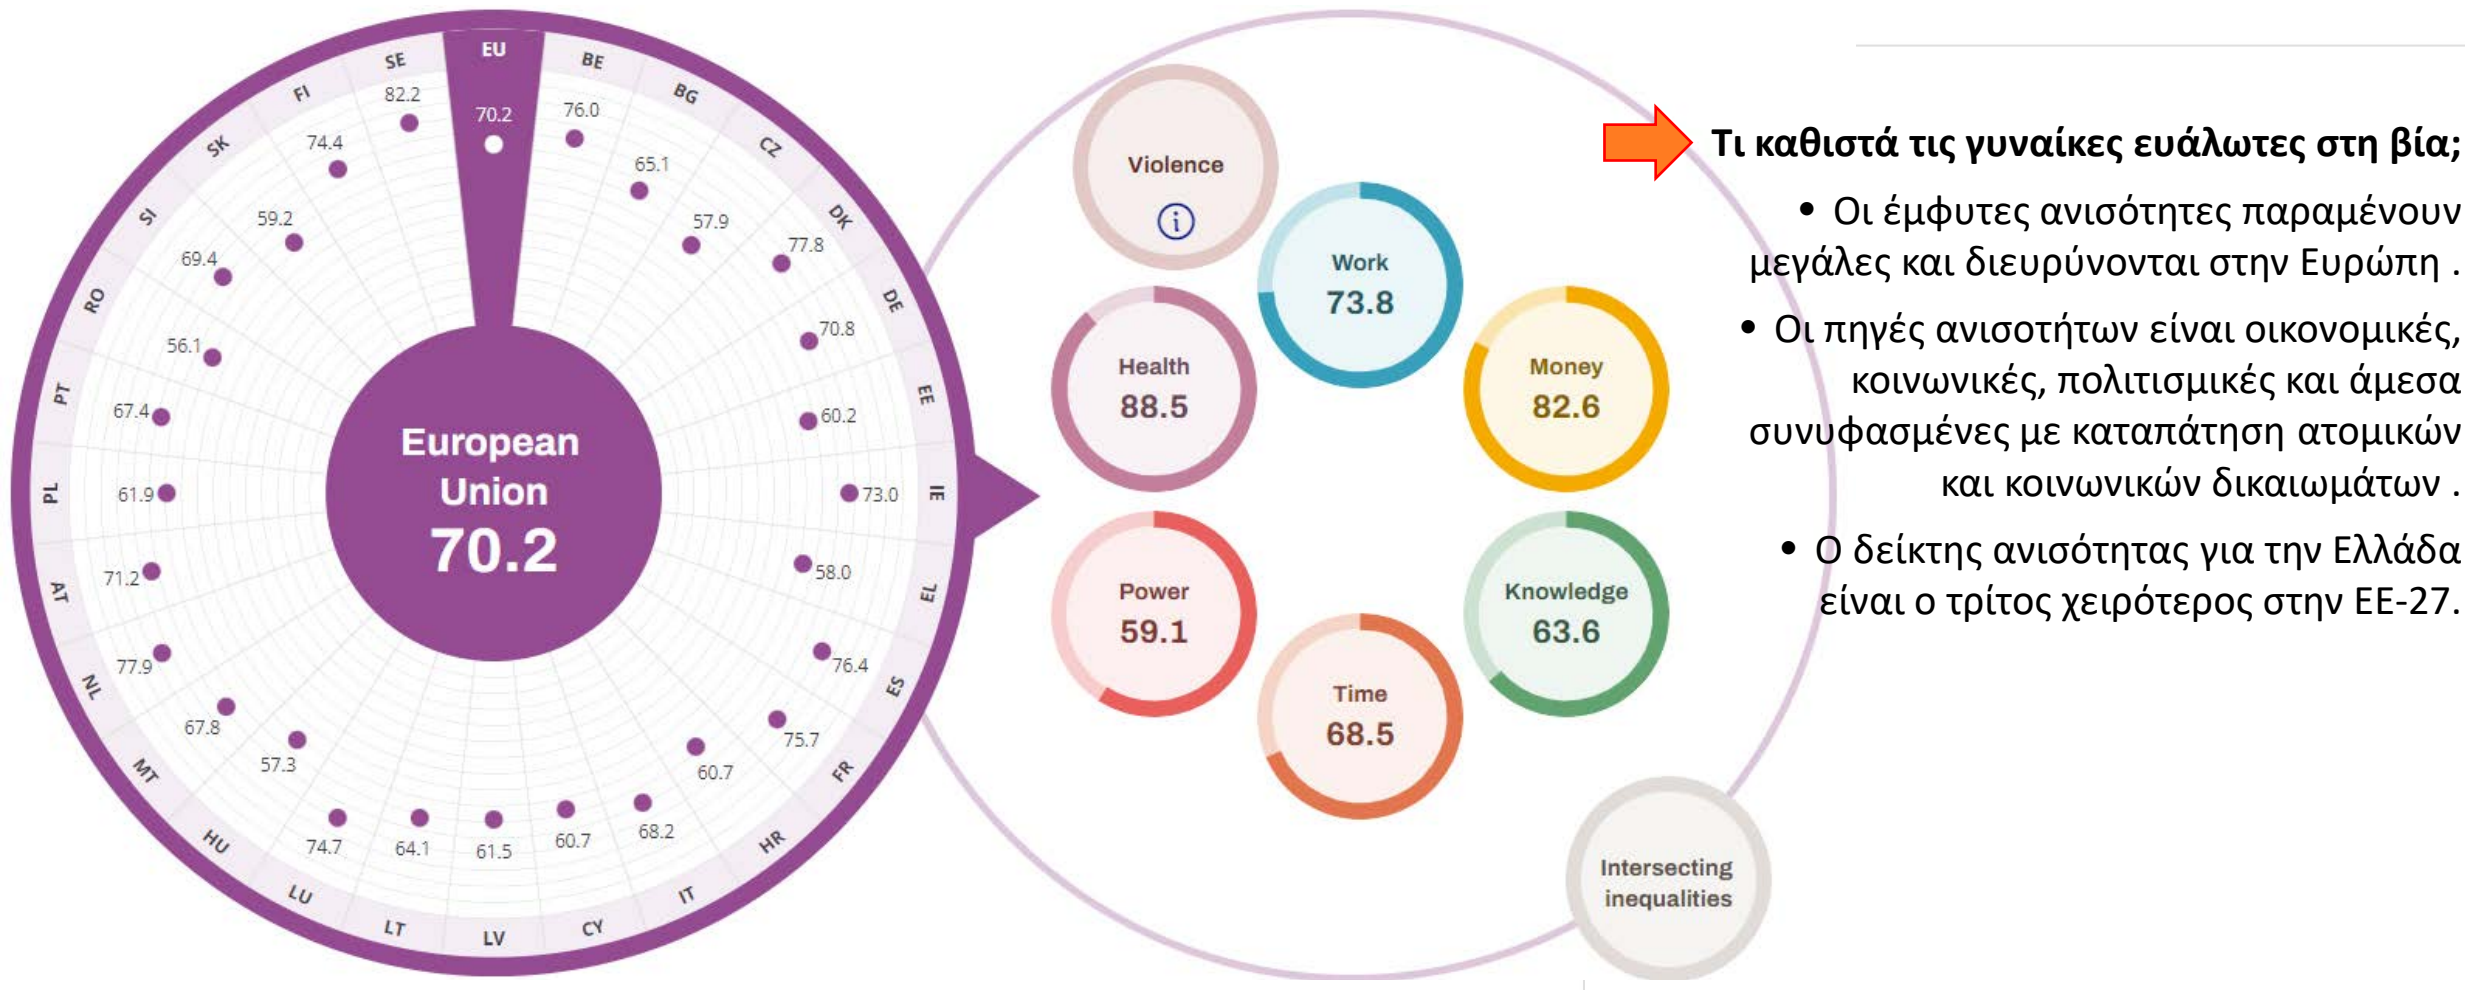 EU
70.2
BE
76.0
BG
65.1
CZ
57.9
DK
77.8
DE
70.8
EE
60.2
IE
73.0
EL
58.0
ES
76.4
FR
75.7
HR
60.7
IT
68.2
CY
60.7
LV
61.5
LT
64.1
LU
74.7
HU
57.3
MT
67.8
NL
77.9
AT
71.2
PL
61.9
PT
67.4
RO
56.1
SI
69.4
SK
59.2
FI
74.4
SE
82.2
European
Union
70.2
Violence
i
Work
73.8
Health
88.5
Money
82.6
Power
59.1
Knowledge
63.6
Time
68.5
Intersecting
inequalities
Τι καθιστά τις γυναίκες ευάλωτες στη βία;
• Οι έμφυτες ανισότητες παραμένουν
μεγάλες και διευρύνονται στην Ευρώπη .
• Οι πηγές ανισοτήτων είναι οικονομικές,
κοινωνικές, πολιτισμικές και άμεσα
συνυφασμένες με καταπάτηση ατομικών
και κοινωνικών δικαιωμάτων .
• Ο δείκτης ανισότητας για την Ελλάδα
είναι ο τρίτος χειρότερος στην ΕΕ-27.